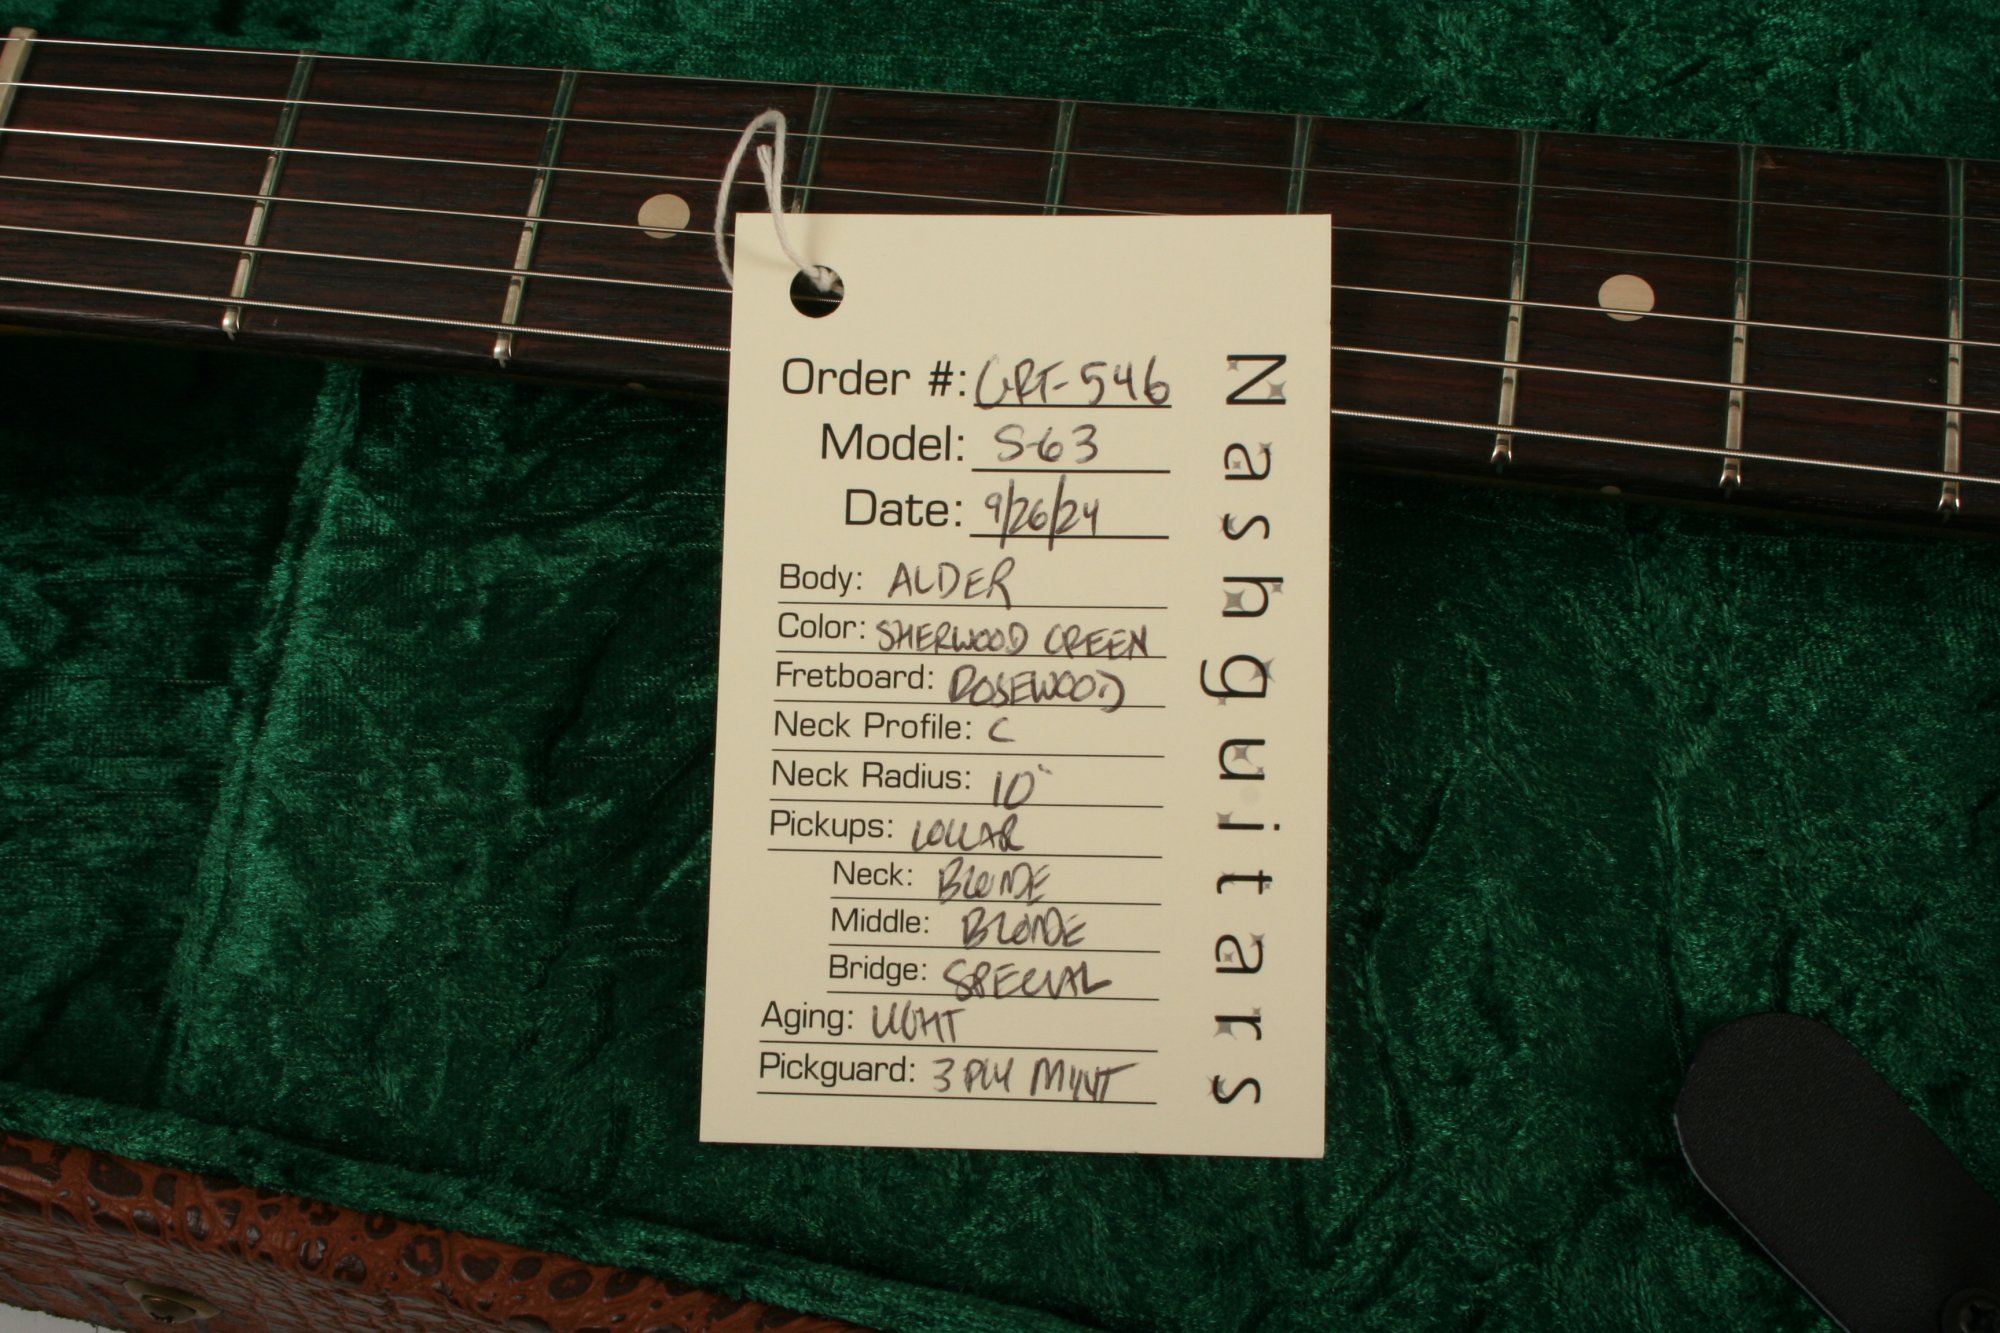 Order #: GRF-546
Model: S-63
Date: 9/26/24
Body: ALDER
Color: SHERWOOD GREEN
Fretboard: ROSEWOOD
Neck Profile: C
Neck Radius: 10"
Pickups: LOLLAR
Neck: BLONDE
Middle: BLONDE
Bridge: SPECIAL
Aging: LIGHT
Pickguard: 3 PLY MINT
Nashguitars